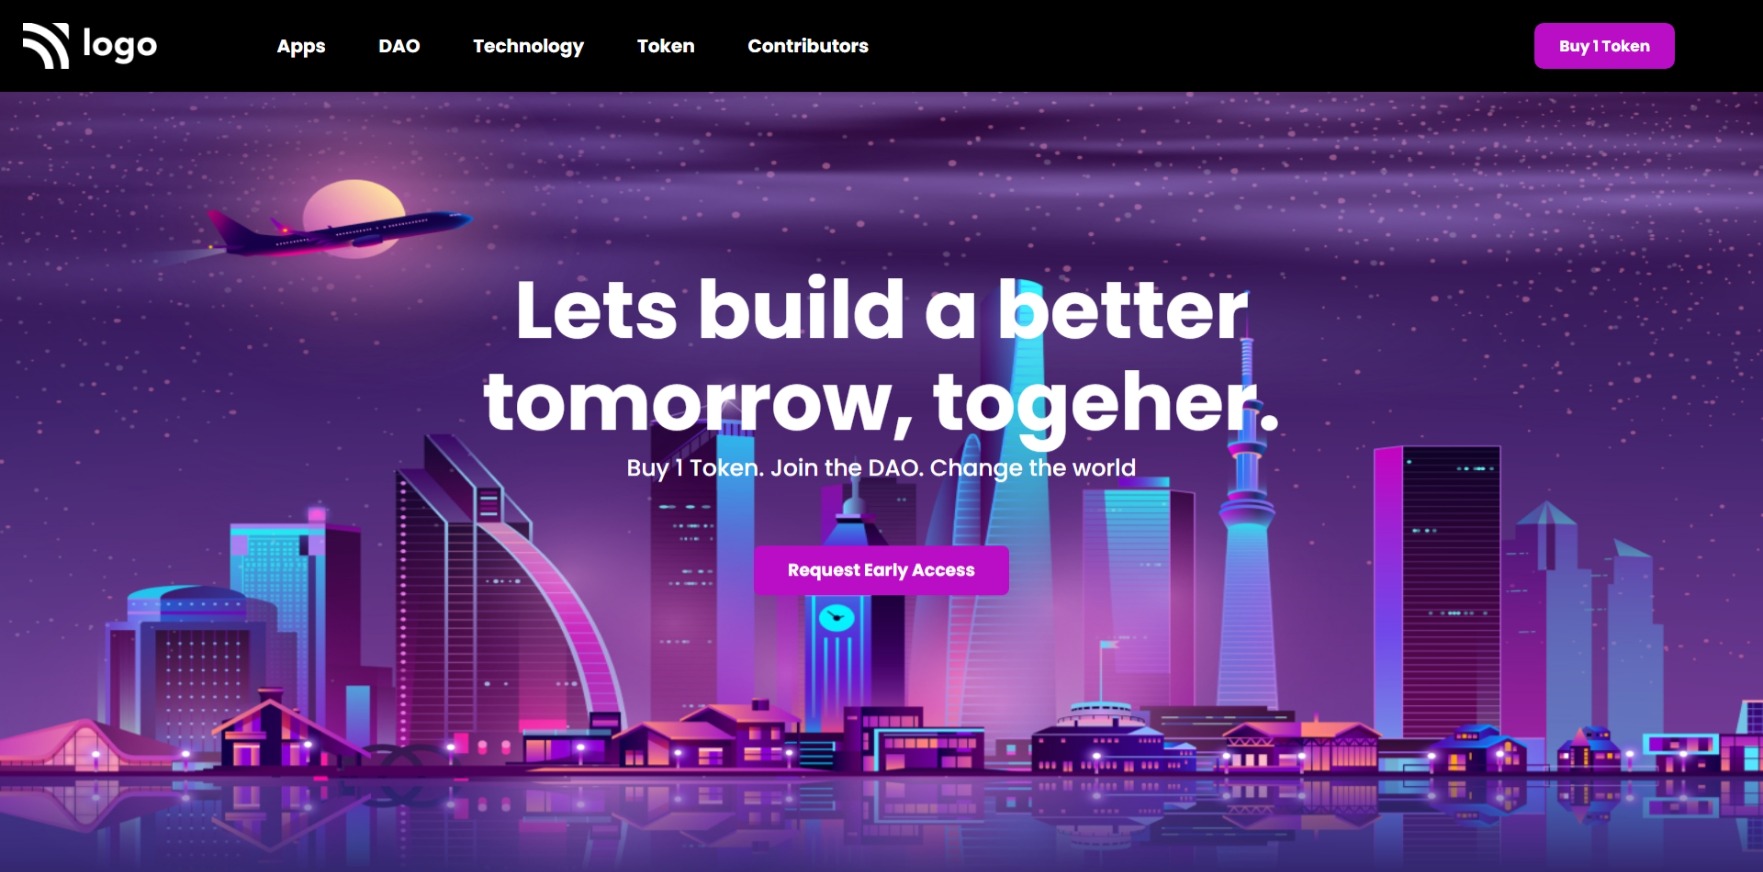 logo
Apps
DAO
Technology
Token
Contributors
Buy 1 Token
Lets build a better
tomorrow, togeher.
Buy 1 Token. Join the DAO. Change the world
Request Early Access